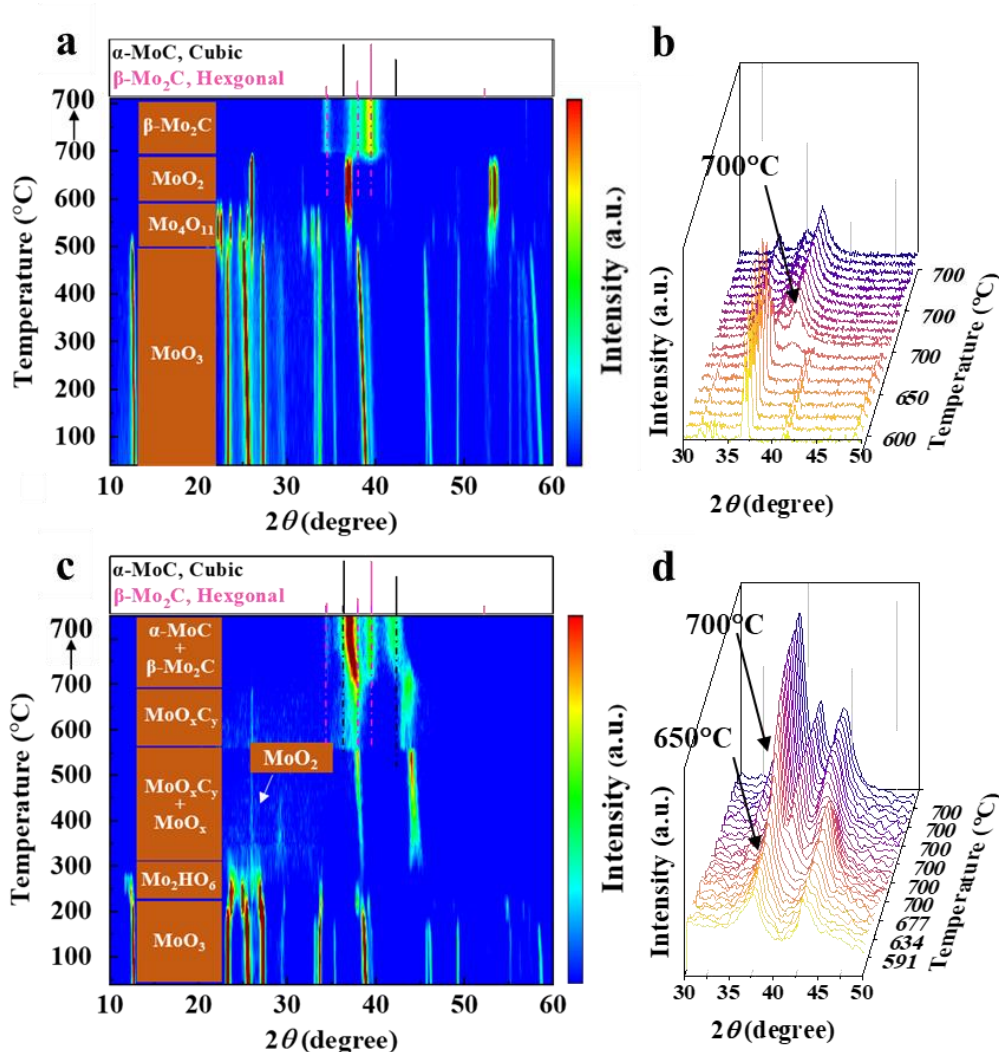 a
α-MoC, Cubic
β-Mo₂C, Hexgonal
Temperature (°C)
700
700
600
500
400
300
200
100
β-Mo₂C
MoO₂
Mo₄O₁₁
MoO₃
10 20 30 40 50 60
2θ (degree)
Intensity (a.u.)
b
700°C
Intensity (a.u.)
30 35 40 45 50
2θ (degree)
700
700
700
650
600
Temperature (°C)
c
α-MoC, Cubic
β-Mo₂C, Hexgonal
Temperature (°C)
700
700
600
500
400
300
200
100
α-MoC
+
β-Mo₂C
MoOₓCᵧ
MoO₂
MoOₓCᵧ
+
MoOₓ
Mo₂HO₆
MoO₃
10 20 30 40 50 60
2θ (degree)
Intensity (a.u.)
d
700°C
650°C
Intensity (a.u.)
30 35 40 45 50
2θ (degree)
700
700
700
700
700
700
677
634
591
Temperature (°C)